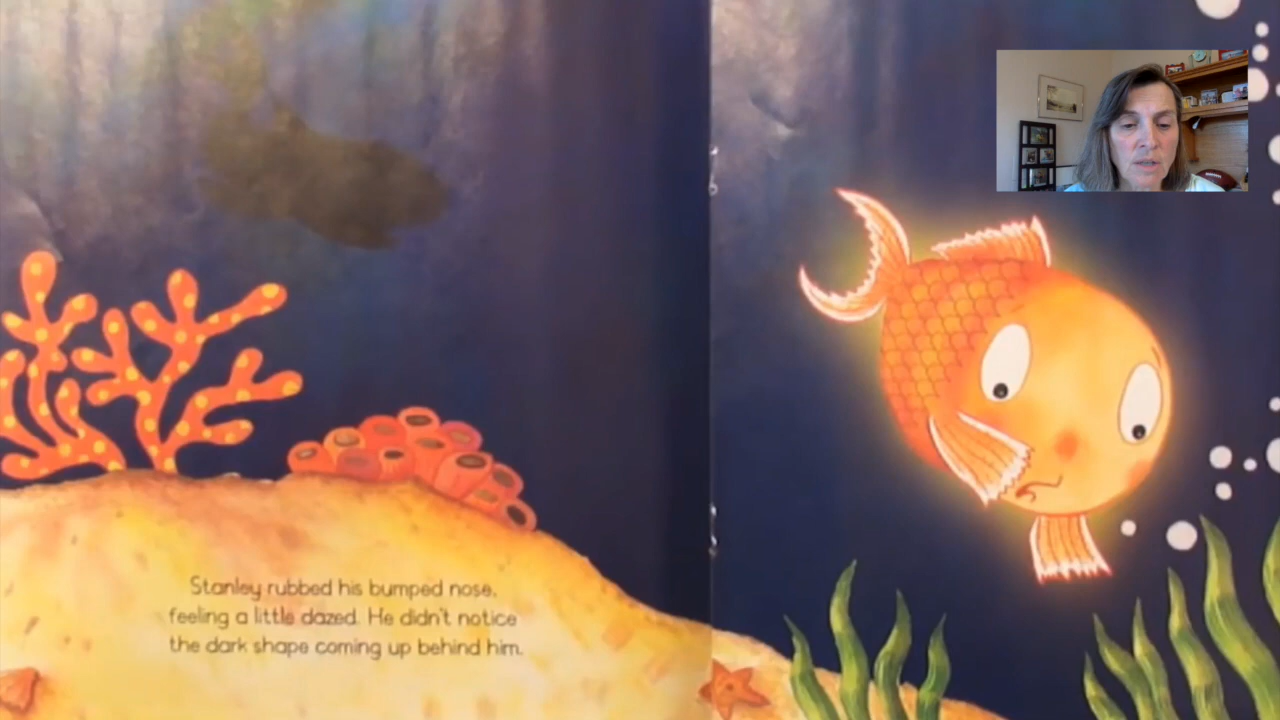 Stanley rubbed his bumped nose,
feeling a little dazed. He didn't notice
the dark shape coming up behind him.